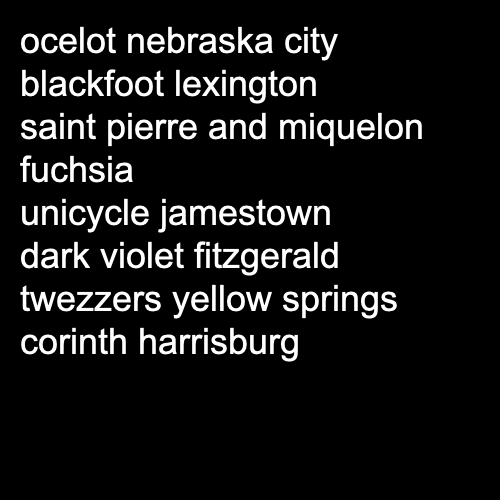 ocelot nebraska city
blackfoot lexington
saint pierre and miquelon
fuchsia
unicycle jamestown
dark violet fitzgerald
twezzers yellow springs
corinth harrisburg